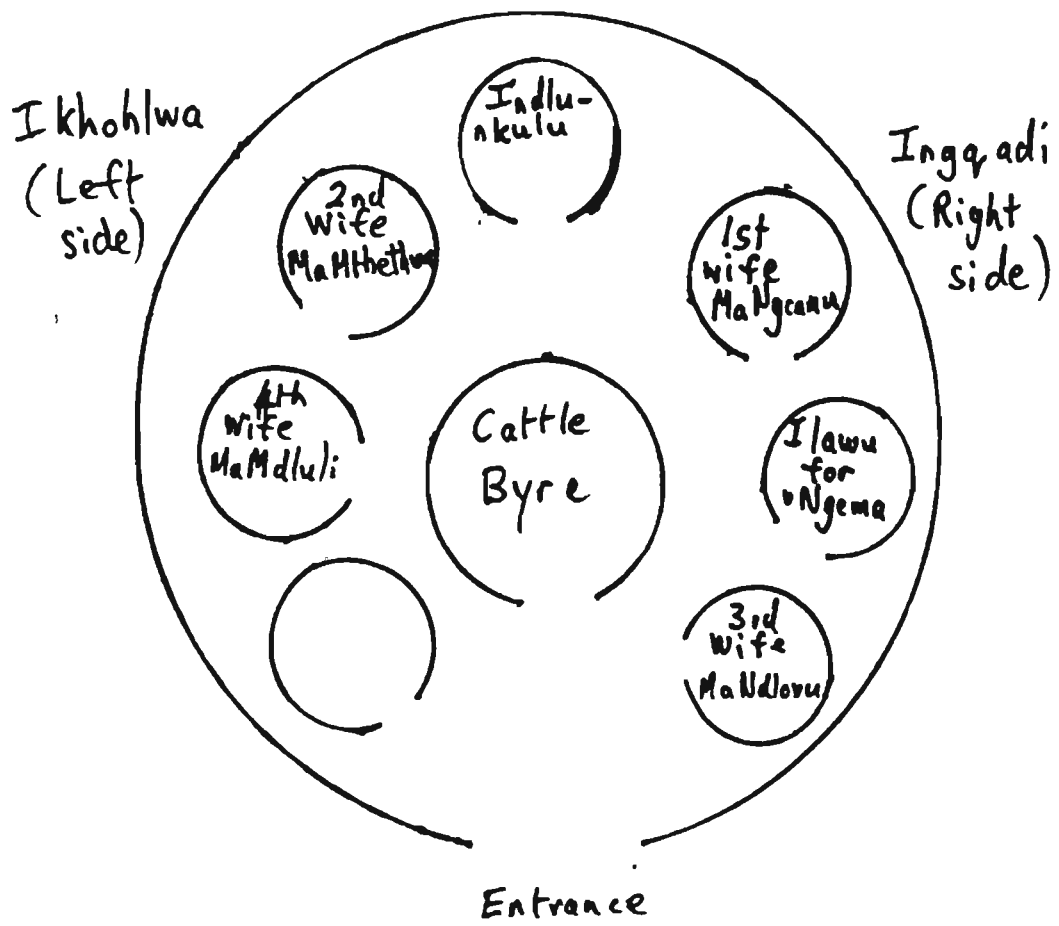 Ikhohlwa
(Left
side)
Indlu-
nkulu
Ingqadi
(Right
side)
2nd
Wife
MaMthethwa
1st
wife
MaNgcamu
4th
Wife
MaMdluli
Cattle
Byre
Ilawu
for
uNgema
3rd
Wife
MaNdlovu
Entrance